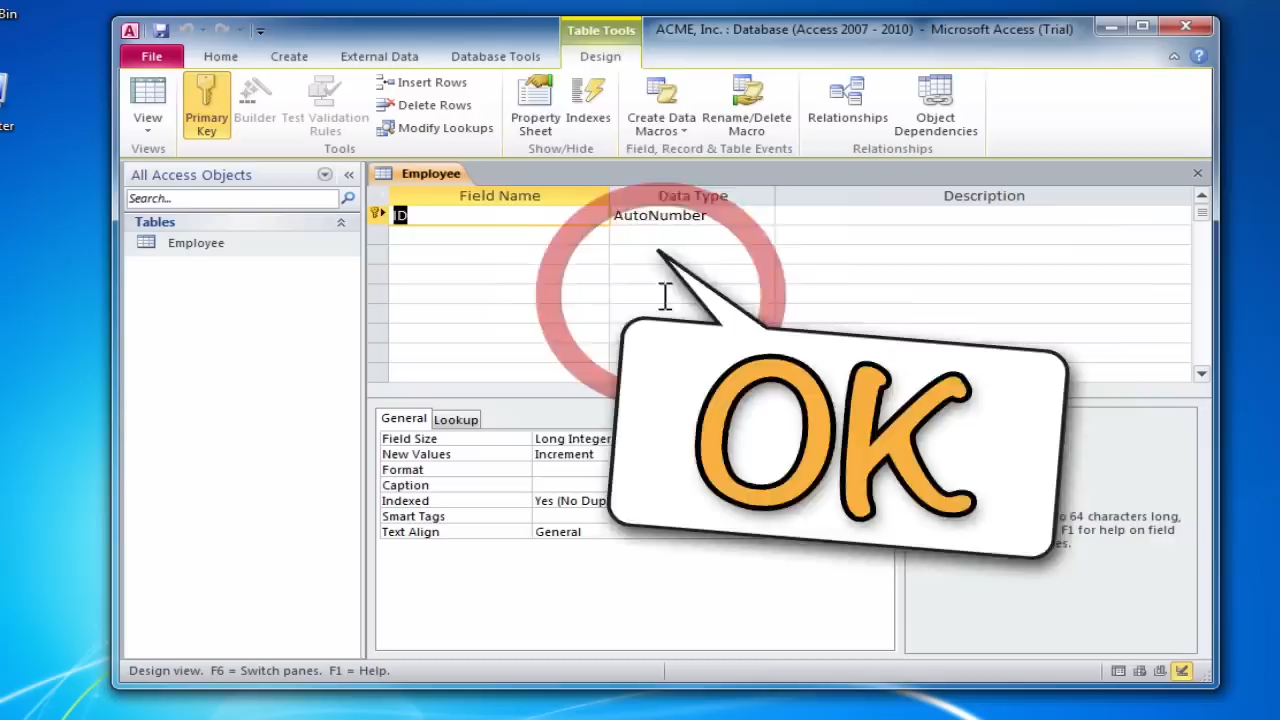 Bin
ter
Table Tools
ACME, Inc. : Database (Access 2007 - 2010) - Microsoft Access (Trial)
File Home Create External Data Database Tools Design
View
Primary Key
Builder
Test Validation Rules
Insert Rows
Delete Rows
Modify Lookups
Property Sheet
Indexes
Create Data Macros
Rename/Delete Macro
Relationships
Object Dependencies
Views Tools Show/Hide Field, Record & Table Events Relationships
All Access Objects
Search...
Tables
Employee
Employee
Field Name Data Type Description
ID AutoNumber
OK
General Lookup
Field Size Long Integer
New Values Increment
Format
Caption
Indexed Yes (No Dup
Smart Tags
Text Align General
o 64 characters long,
F1 for help on field
es.
Design view. F6 = Switch panes. F1 = Help.